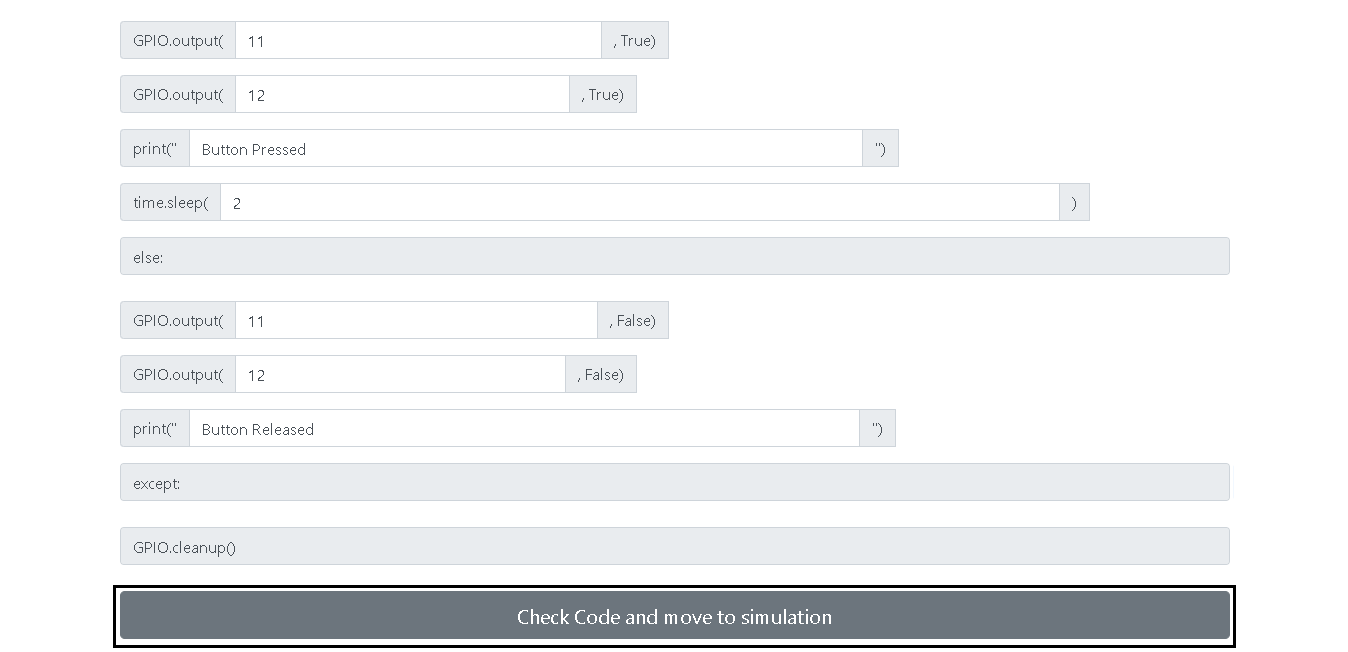 GPIO.output( 11 , True)
GPIO.output( 12 , True)
print(" Button Pressed ")
time.sleep( 2 )
else:
GPIO.output( 11 , False)
GPIO.output( 12 , False)
print(" Button Released ")
except:
GPIO.cleanup()
Check Code and move to simulation